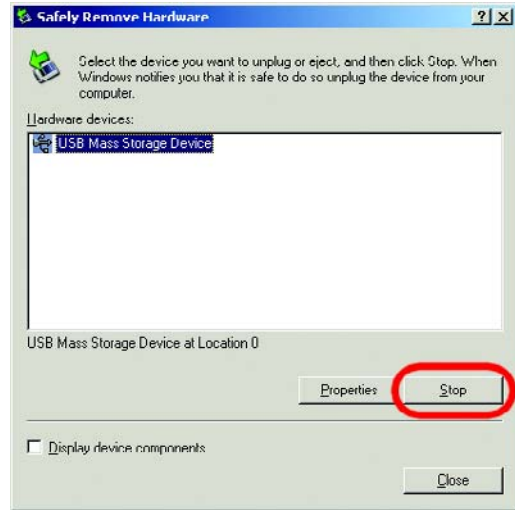 Safely Remove Hardware
Select the device you want to unplug or eject, and then click Stop. When
Windows notifies you that it is safe to do so unplug the device from your
computer.
Hardware devices:
USB Mass Storage Device
USB Mass Storage Device at Location 0
Properties Stop
Display device components
Close